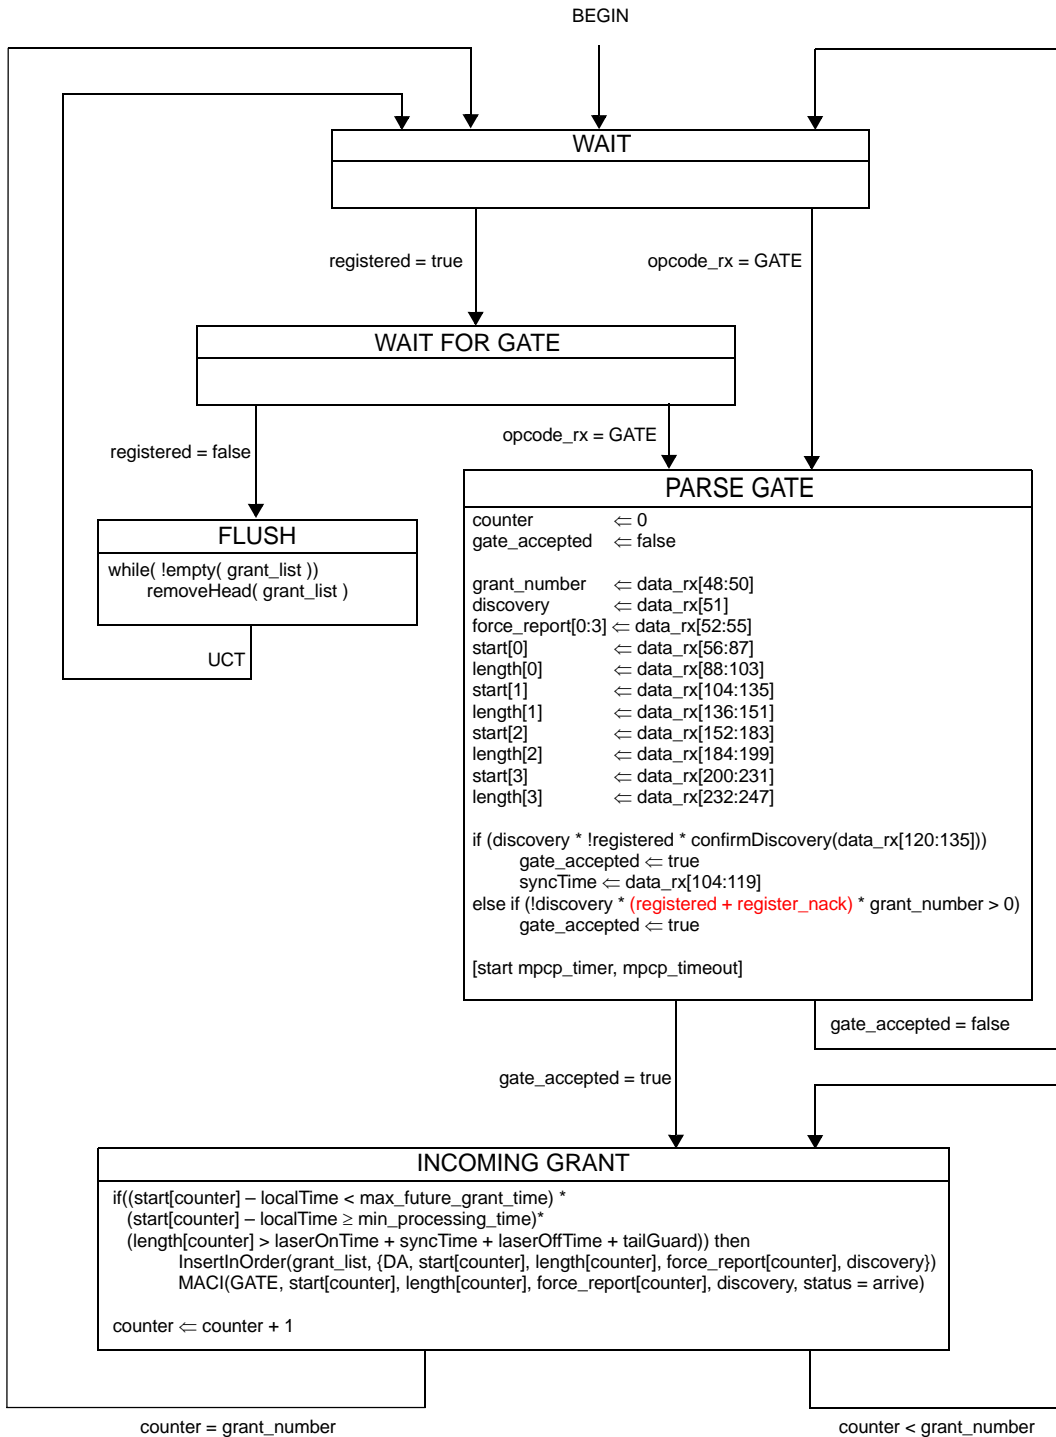 BEGIN
WAIT
registered = true
opcode_rx = GATE
WAIT FOR GATE
registered = false
opcode_rx = GATE
FLUSH
while( !empty( grant_list ))
removeHead( grant_list )
UCT
PARSE GATE
counter ⇐ 0
gate_accepted ⇐ false
grant_number ⇐ data_rx[48:50]
discovery ⇐ data_rx[51]
force_report[0:3] ⇐ data_rx[52:55]
start[0] ⇐ data_rx[56:87]
length[0] ⇐ data_rx[88:103]
start[1] ⇐ data_rx[104:135]
length[1] ⇐ data_rx[136:151]
start[2] ⇐ data_rx[152:183]
length[2] ⇐ data_rx[184:199]
start[3] ⇐ data_rx[200:231]
length[3] ⇐ data_rx[232:247]
if (discovery * !registered * confirmDiscovery(data_rx[120:135]))
gate_accepted ⇐ true
syncTime ⇐ data_rx[104:119]
else if (!discovery * (registered + register_nack) * grant_number > 0)
gate_accepted ⇐ true
[start mpcp_timer, mpcp_timeout]
gate_accepted = false
gate_accepted = true
INCOMING GRANT
if((start[counter] – localTime < max_future_grant_time) *
(start[counter] – localTime ≥ min_processing_time)*
(length[counter] > laserOnTime + syncTime + laserOffTime + tailGuard)) then
InsertInOrder(grant_list, {DA, start[counter], length[counter], force_report[counter], discovery})
MACI(GATE, start[counter], length[counter], force_report[counter], discovery, status = arrive)
counter ⇐ counter + 1
counter = grant_number
counter < grant_number